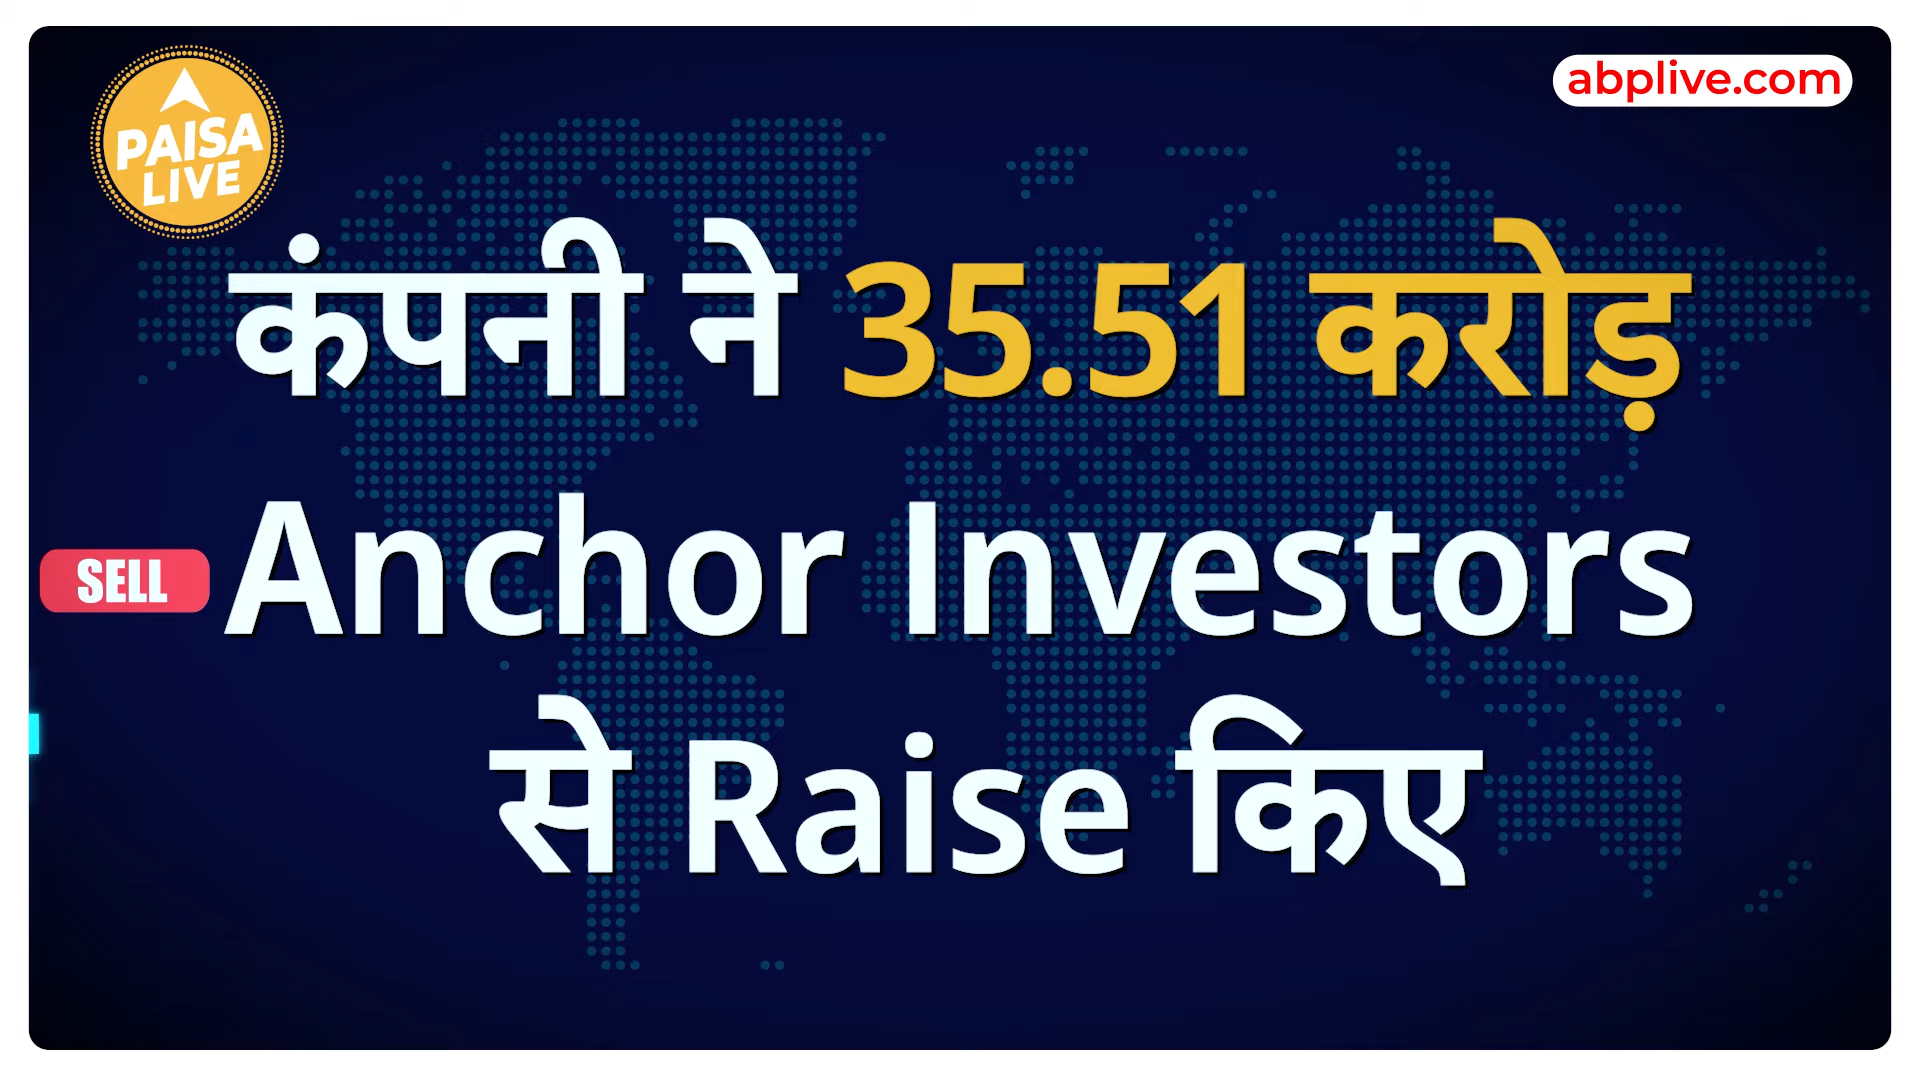 PAISA
LIVE
abplive.com
कंपनी ने 35.51 करोड़
SELL
Anchor Investors
से Raise किए